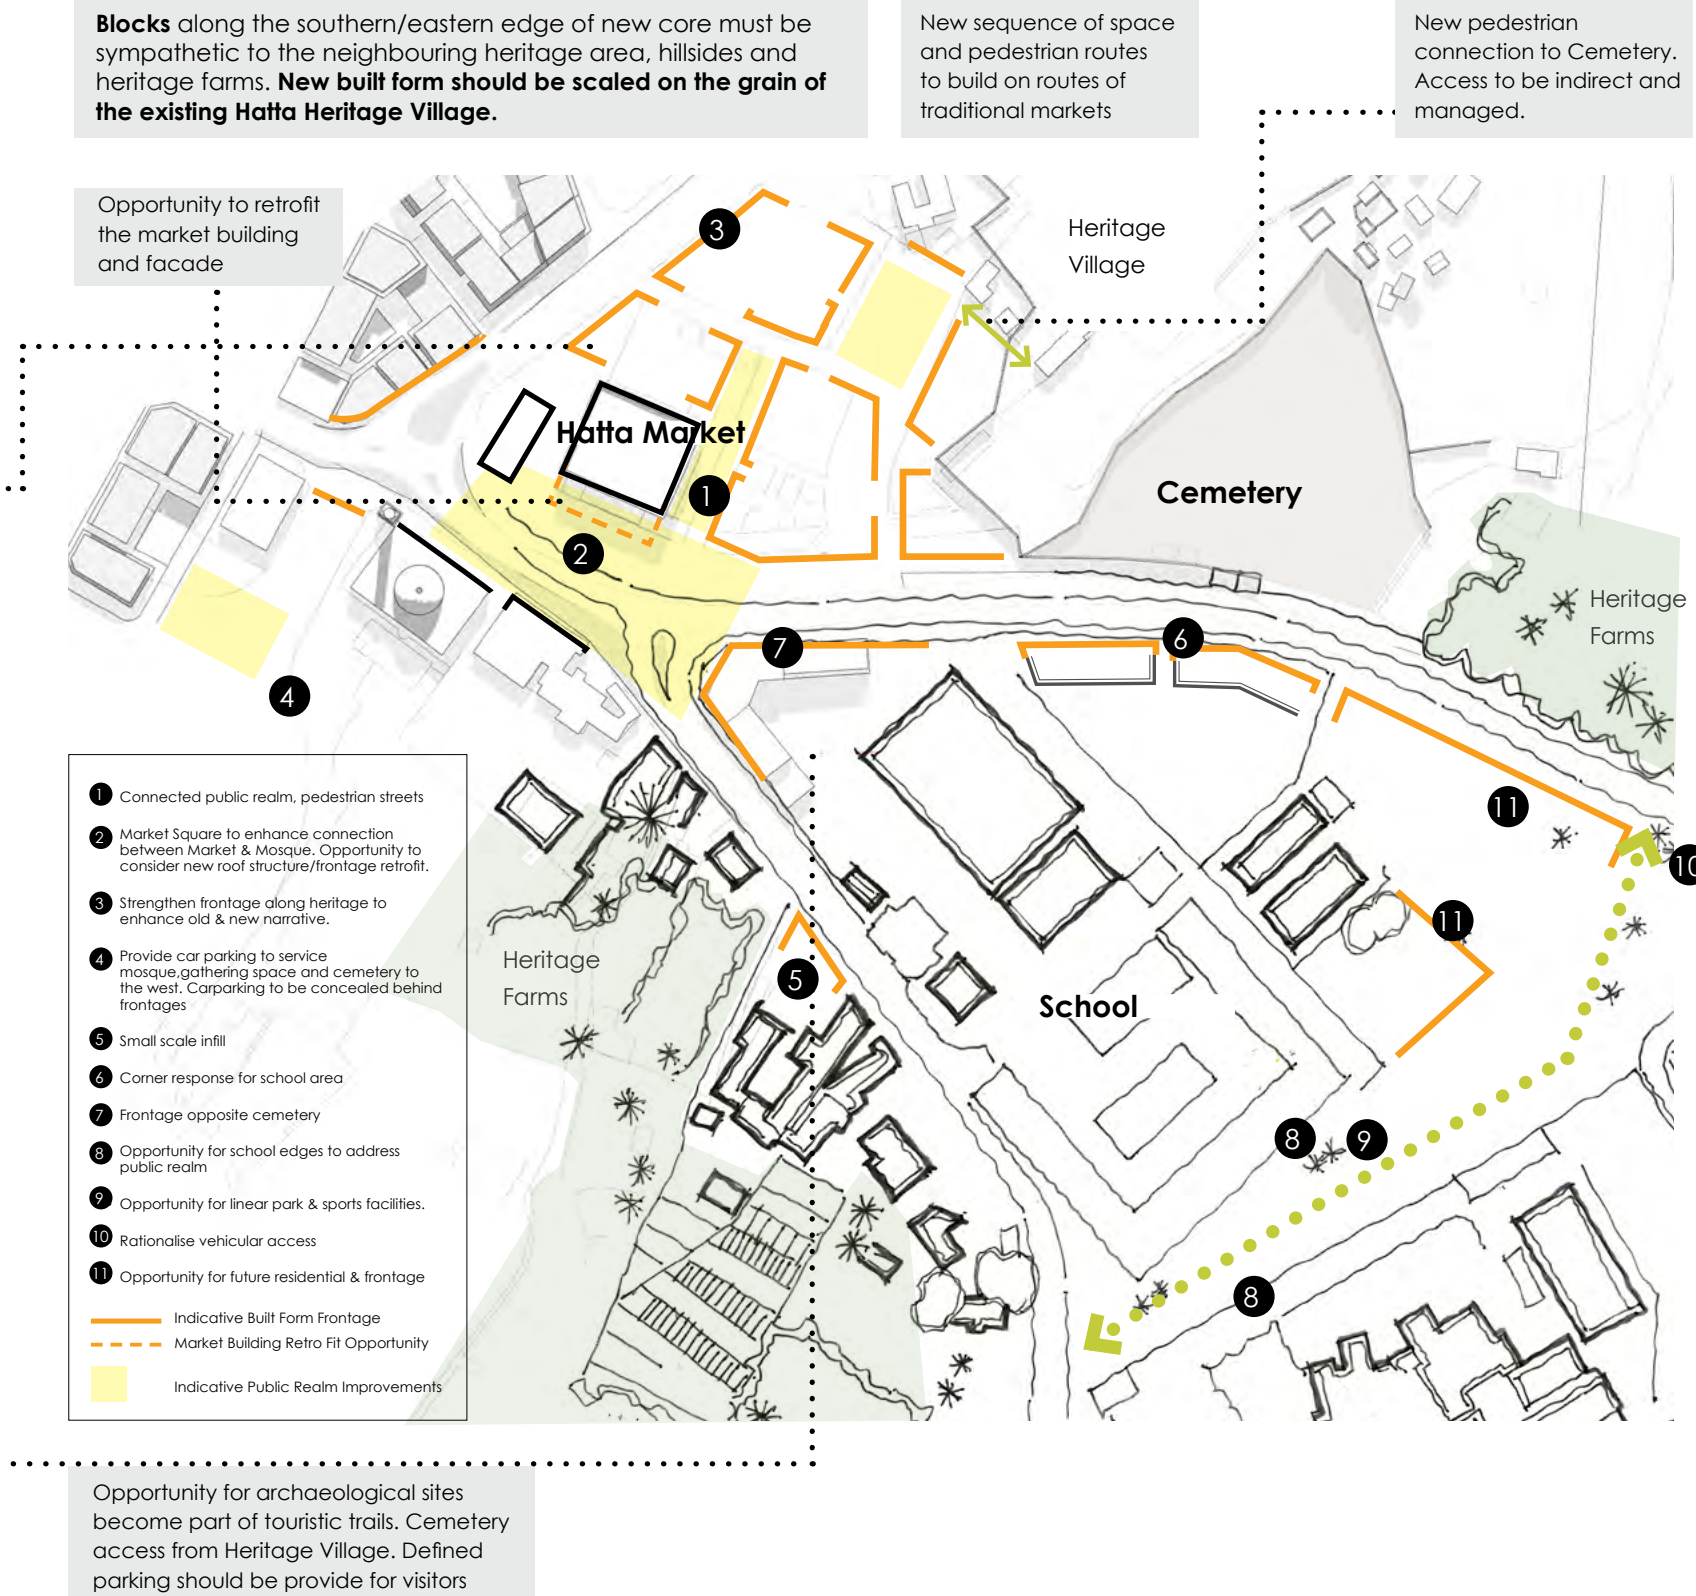 Blocks along the southern/eastern edge of new core must be
sympathetic to the neighbouring heritage area, hillsides and
heritage farms. New built form should be scaled on the grain of
the existing Hatta Heritage Village.
New sequence of space
and pedestrian routes
to build on routes of
traditional markets
New pedestrian
connection to Cemetery.
Access to be indirect and
managed.
Opportunity to retrofit
the market building
and facade
3
Heritage
Village
Hatta Market
1
2
Cemetery
Heritage
Farms
7
6
4
11
10
11
Heritage
Farms
5
School
8
9
8
1 Connected public realm, pedestrian streets
2 Market Square to enhance connection
between Market & Mosque. Opportunity to
consider new roof structure/frontage retrofit.
3 Strengthen frontage along heritage to
enhance old & new narrative.
4 Provide car parking to service
mosque,gathering space and cemetery to
the west. Carparking to be concealed behind
frontages
5 Small scale infill
6 Corner response for school area
7 Frontage opposite cemetery
8 Opportunity for school edges to address
public realm
9 Opportunity for linear park & sports facilities.
10 Rationalise vehicular access
11 Opportunity for future residential & frontage
Indicative Built Form Frontage
Market Building Retro Fit Opportunity
Indicative Public Realm Improvements
Opportunity for archaeological sites
become part of touristic trails. Cemetery
access from Heritage Village. Defined
parking should be provide for visitors